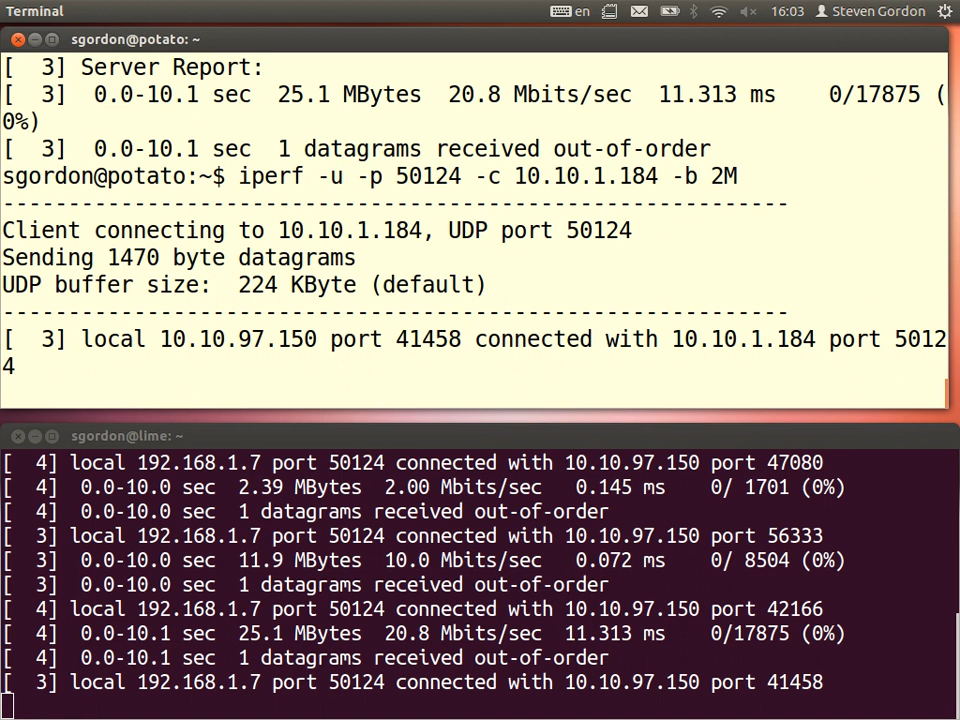 Terminal
en
16:03
Steven Gordon
sgordon@potato: ~
[  3] Server Report:
[  3]  0.0-10.1 sec  25.1 MBytes  20.8 Mbits/sec  11.313 ms    0/17875 (
0%)
[  3]  0.0-10.1 sec  1 datagrams received out-of-order
sgordon@potato:~$ iperf -u -p 50124 -c 10.10.1.184 -b 2M
------------------------------------------------------------
Client connecting to 10.10.1.184, UDP port 50124
Sending 1470 byte datagrams
UDP buffer size:  224 KByte (default)
------------------------------------------------------------
[  3] local 10.10.97.150 port 41458 connected with 10.10.1.184 port 5012
4
sgordon@lime: ~
[  4] local 192.168.1.7 port 50124 connected with 10.10.97.150 port 47080
[  4]  0.0-10.0 sec  2.39 MBytes  2.00 Mbits/sec   0.145 ms    0/ 1701 (0%)
[  4]  0.0-10.0 sec  1 datagrams received out-of-order
[  3] local 192.168.1.7 port 50124 connected with 10.10.97.150 port 56333
[  3]  0.0-10.0 sec  11.9 MBytes  10.0 Mbits/sec   0.072 ms    0/ 8504 (0%)
[  3]  0.0-10.0 sec  1 datagrams received out-of-order
[  4] local 192.168.1.7 port 50124 connected with 10.10.97.150 port 42166
[  4]  0.0-10.1 sec  25.1 MBytes  20.8 Mbits/sec  11.313 ms    0/17875 (0%)
[  4]  0.0-10.1 sec  1 datagrams received out-of-order
[  3] local 192.168.1.7 port 50124 connected with 10.10.97.150 port 41458